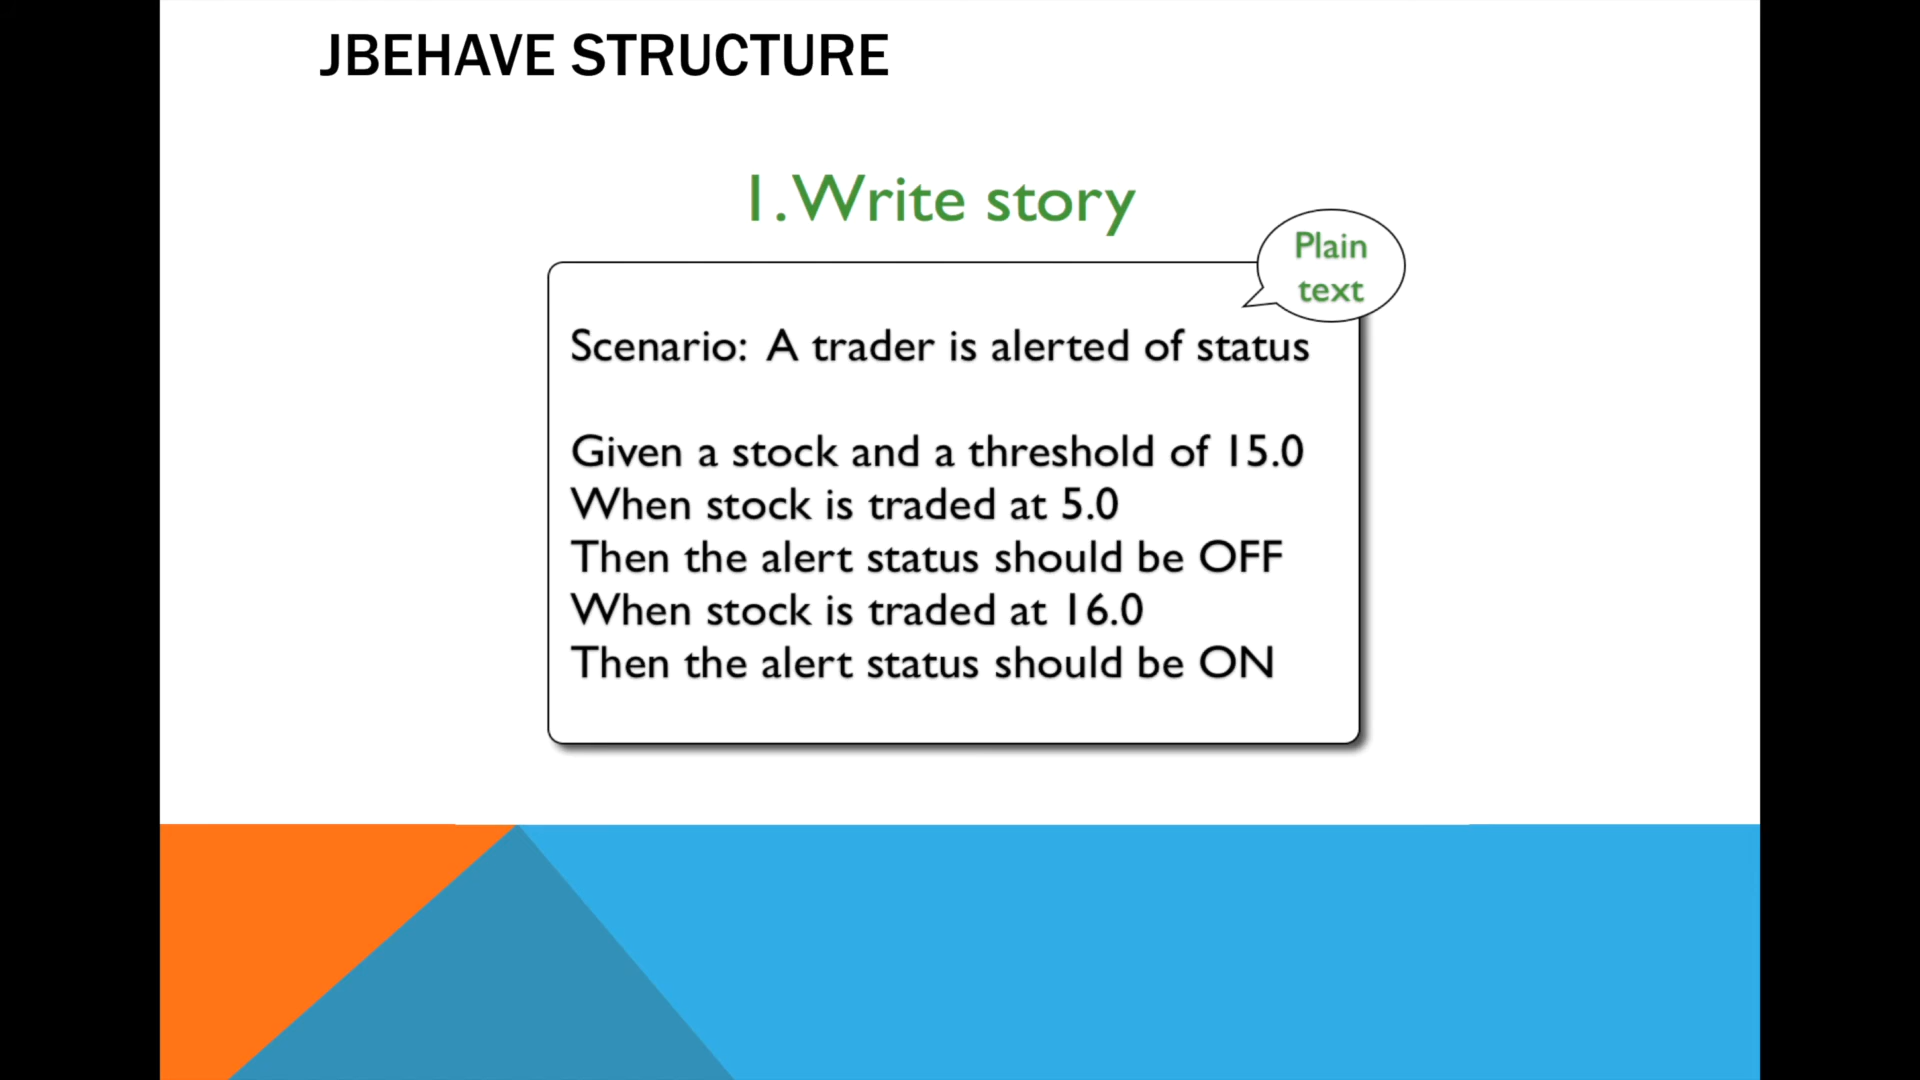 JBEHAVE STRUCTURE
1. Write story
Plain
text
Scenario: A trader is alerted of status
Given a stock and a threshold of 15.0
When stock is traded at 5.0
Then the alert status should be OFF
When stock is traded at 16.0
Then the alert status should be ON